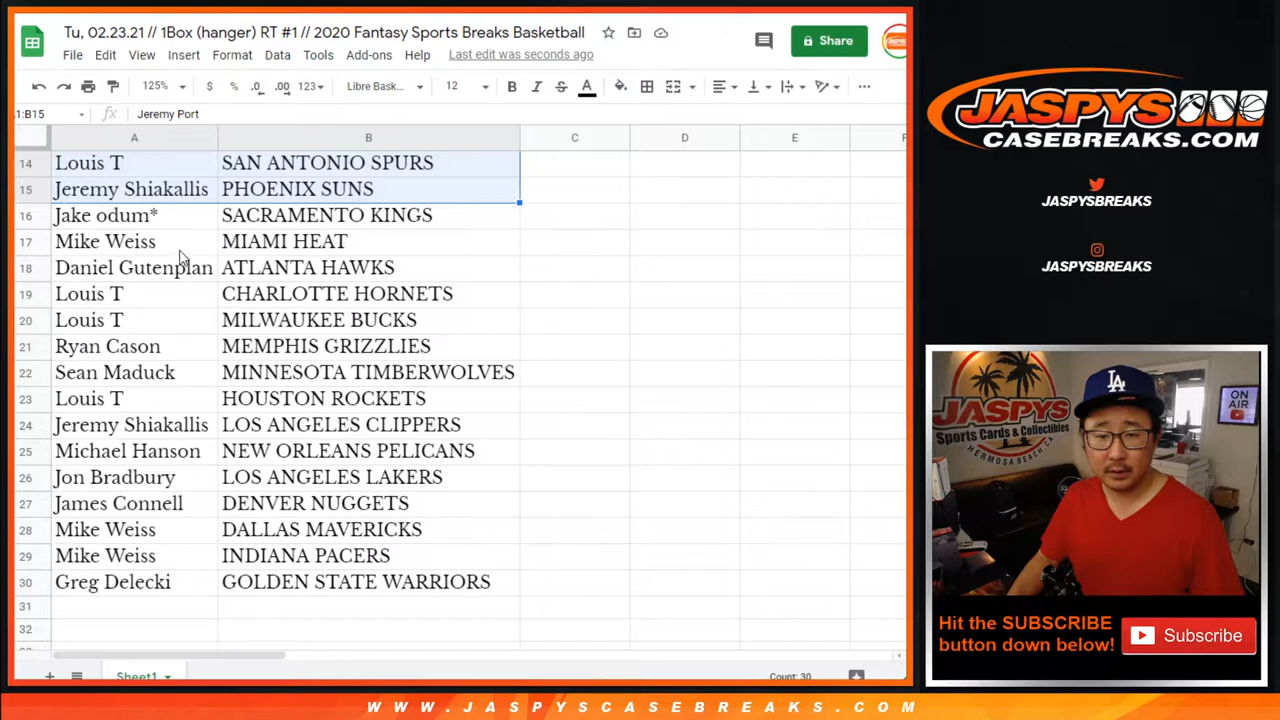 Tu, 02.23.21 // 1Box (hanger) RT #1 // 2020 Fantasy Sports Breaks Basketball
File Edit View Insert Format Data Tools Add-ons Help Last edit was seconds ago
Share
125% $ % .0 .00 123 Libre Bask... 12 B I S A
1:B15 fx Jeremy Port
A B C D E F
14 Louis T SAN ANTONIO SPURS
15 Jeremy Shiakallis PHOENIX SUNS
16 Jake odum* SACRAMENTO KINGS
17 Mike Weiss MIAMI HEAT
18 Daniel Gutenplan ATLANTA HAWKS
19 Louis T CHARLOTTE HORNETS
20 Louis T MILWAUKEE BUCKS
21 Ryan Cason MEMPHIS GRIZZLIES
22 Sean Maduck MINNESOTA TIMBERWOLVES
23 Louis T HOUSTON ROCKETS
24 Jeremy Shiakallis LOS ANGELES CLIPPERS
25 Michael Hanson NEW ORLEANS PELICANS
26 Jon Bradbury LOS ANGELES LAKERS
27 James Connell DENVER NUGGETS
28 Mike Weiss DALLAS MAVERICKS
29 Mike Weiss INDIANA PACERS
30 Greg Delecki GOLDEN STATE WARRIORS
31
32
Sheet1 Count: 30
JASPYS
CASEBREAKS.COM
JASPYSBREAKS
JASPYSBREAKS
JASPYS
Sports Cards & Collectibles
HERMOSA BEACH CA
LA
ON AIR
Hit the SUBSCRIBE
button down below!
Subscribe
WWW.JASPYSCASEBREAKS.COM